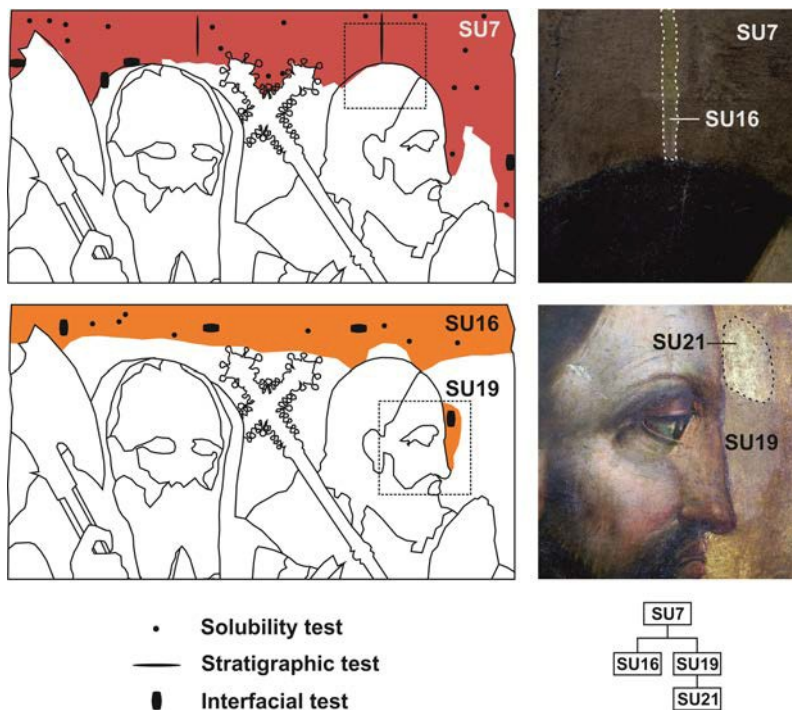 SU7
SU7
SU16
SU16
SU19
SU21
SU19
Solubility test
Stratigraphic test
Interfacial test
SU7
SU16 SU19
SU21